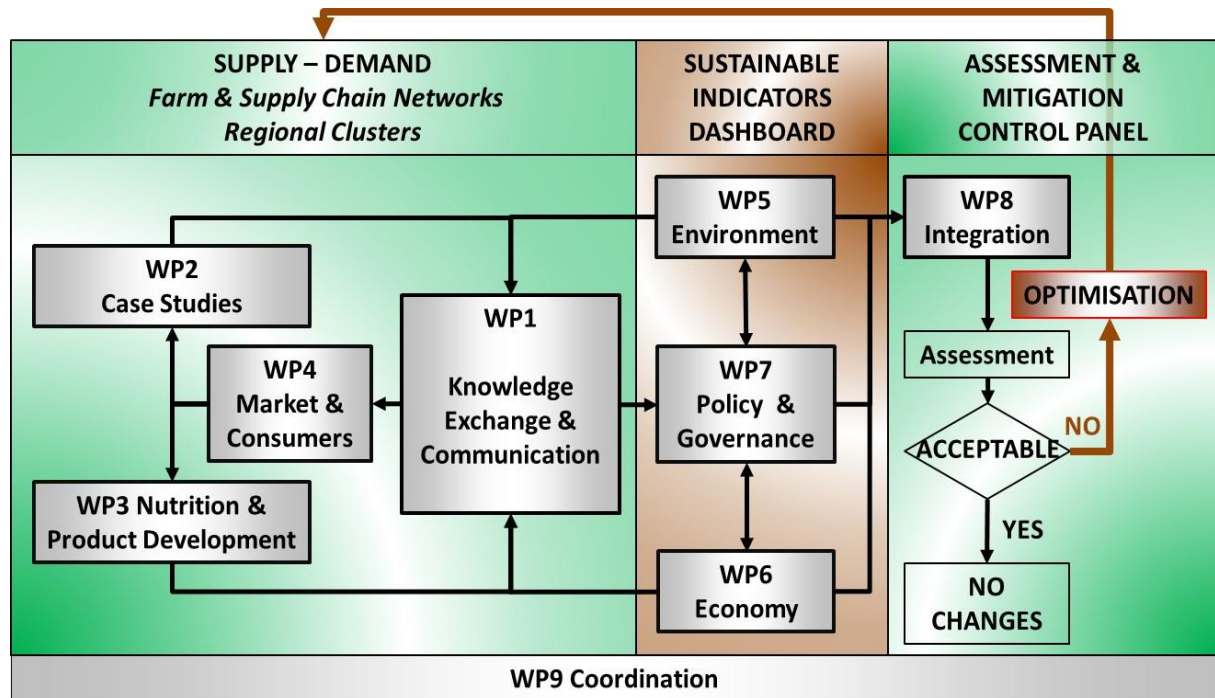 SUPPLY – DEMAND
Farm & Supply Chain Networks
Regional Clusters
SUSTAINABLE
INDICATORS
DASHBOARD
ASSESSMENT &
MITIGATION
CONTROL PANEL
WP2
Case Studies
WP4
Market &
Consumers
WP3 Nutrition &
Product Development
WP1
Knowledge
Exchange &
Communication
WP5
Environment
WP7
Policy &
Governance
WP6
Economy
WP8
Integration
OPTIMISATION
Assessment
ACCEPTABLE
NO
YES
NO
CHANGES
WP9 Coordination